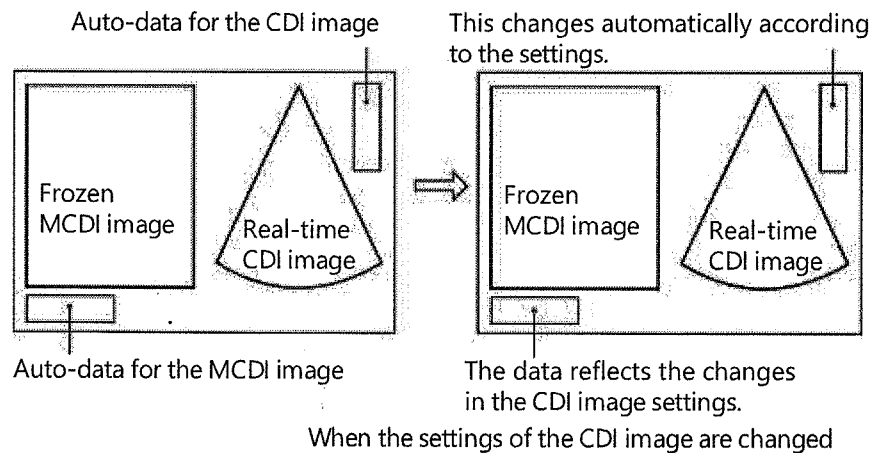 Auto-data for the CDI image
This changes automatically according
to the settings.
Frozen
MCDI image
Real-time
CDI image
Frozen
MCDI image
Real-time
CDI image
Auto-data for the MCDI image
The data reflects the changes
in the CDI image settings.
When the settings of the CDI image are changed